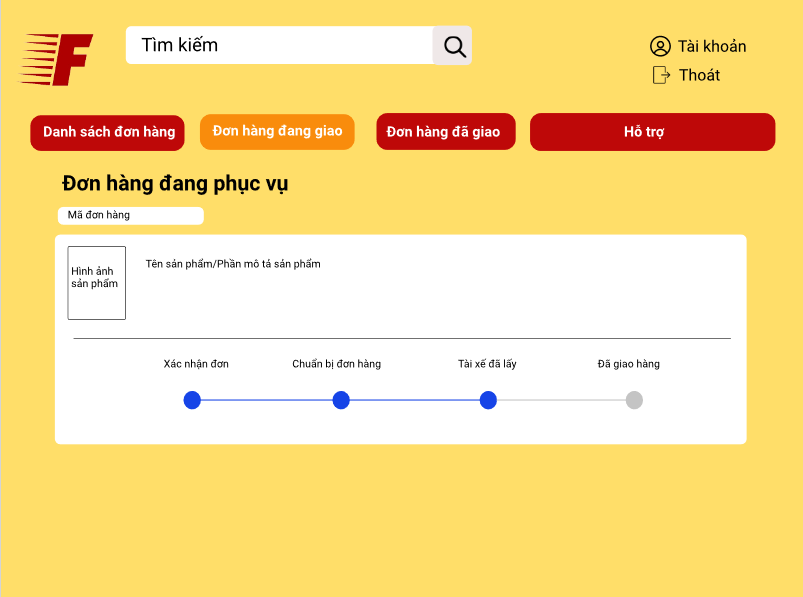 F
Tìm kiếm
Tài khoản
Thoát
Danh sách đơn hàng
Đơn hàng đang giao
Đơn hàng đã giao
Hỗ trợ
Đơn hàng đang phục vụ
Mã đơn hàng
Hình ảnh
sản phẩm
Tên sản phẩm/Phần mô tả sản phẩm
Xác nhận đơn
Chuẩn bị đơn hàng
Tài xế đã lấy
Đã giao hàng